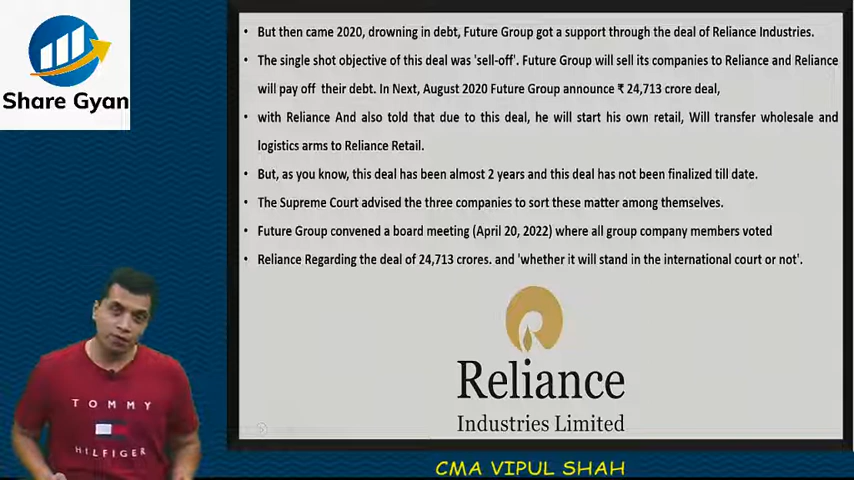 Share Gyan
• But then came 2020, drowning in debt, Future Group got a support through the deal of Reliance Industries.
• The single shot objective of this deal was 'sell-off'. Future Group will sell its companies to Reliance and Reliance
will pay off their debt. In Next, August 2020 Future Group announce ₹ 24,713 crore deal,
• with Reliance And also told that due to this deal, he will start his own retail, Will transfer wholesale and
logistics arms to Reliance Retail.
• But, as you know, this deal has been almost 2 years and this deal has not been finalized till date.
• The Supreme Court advised the three companies to sort these matter among themselves.
• Future Group convened a board meeting (April 20, 2022) where all group company members voted
• Reliance Regarding the deal of 24,713 crores. and 'whether it will stand in the international court or not'.
Reliance
Industries Limited
TOMMY
HILFIGER
CMA VIPUL SHAH